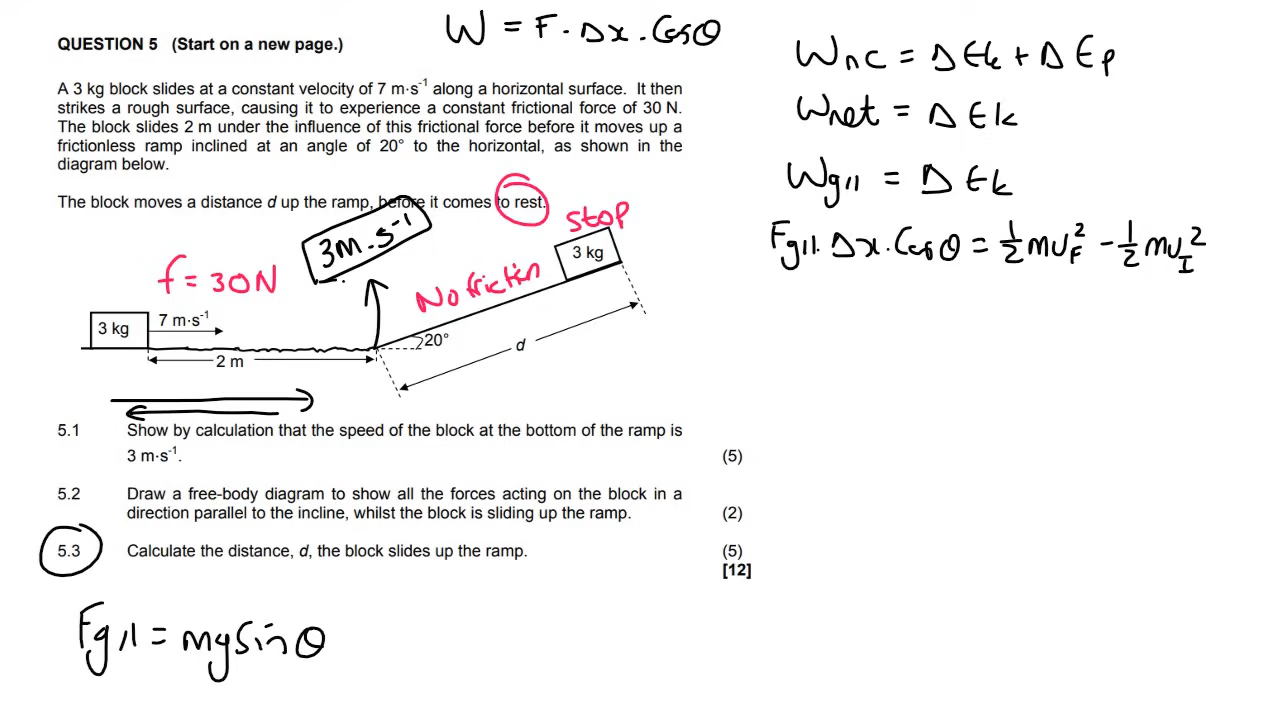 W = F · Δx · Cosθ
QUESTION 5 (Start on a new page.)
A 3 kg block slides at a constant velocity of 7 m·s⁻¹ along a horizontal surface. It then
strikes a rough surface, causing it to experience a constant frictional force of 30 N.
The block slides 2 m under the influence of this frictional force before it moves up a
frictionless ramp inclined at an angle of 20° to the horizontal, as shown in the
diagram below.
The block moves a distance d up the ramp, before it comes to rest.
3m·s⁻¹
stop
3 kg
f = 30N
No friction
3 kg
7 m·s⁻¹
20°
d
2 m
5.1 Show by calculation that the speed of the block at the bottom of the ramp is
3 m·s⁻¹. (5)
5.2 Draw a free-body diagram to show all the forces acting on the block in a
direction parallel to the incline, whilst the block is sliding up the ramp. (2)
5.3 Calculate the distance, d, the block slides up the ramp. (5)
[12]
Fg// = mgsinθ
Wnc = ΔEk + ΔEp
Wnet = ΔEk
Wg// = ΔEk
Fg//. Δx . Cosθ = ½mv_F² − ½mv_I²